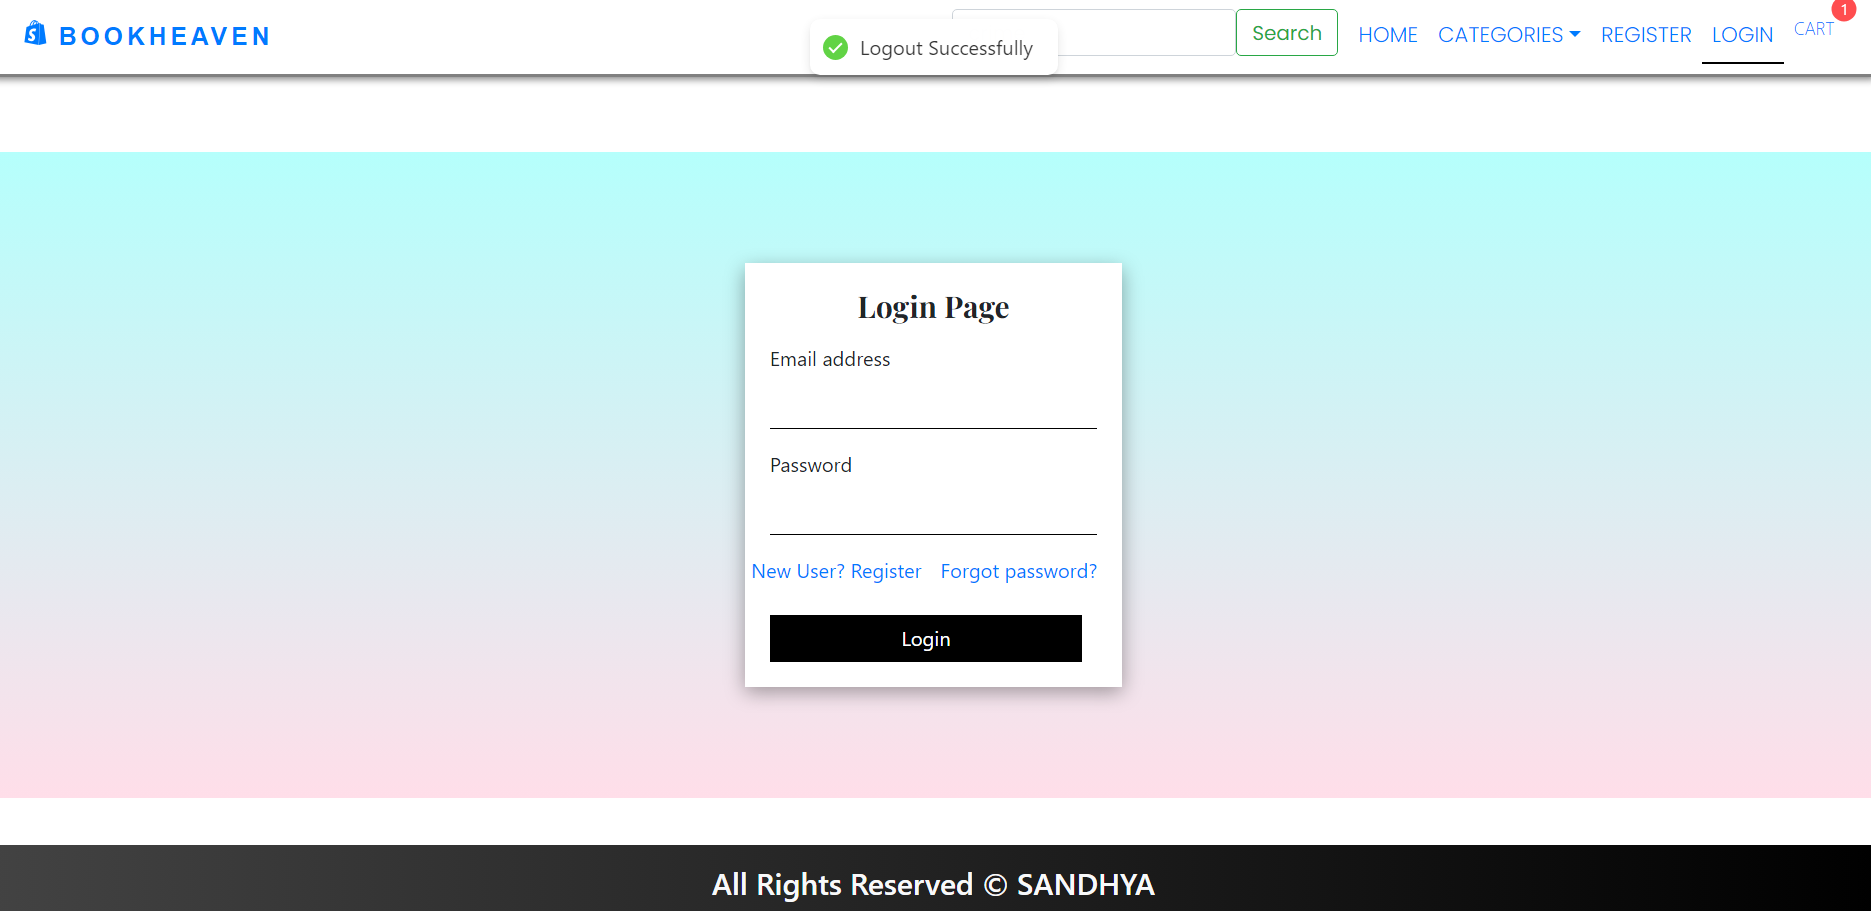 BOOKHEAVEN
Logout Successfully
Search
HOME
CATEGORIES
REGISTER
LOGIN
CART
1
Login Page
Email address
Password
New User? Register
Forgot password?
Login
All Rights Reserved © SANDHYA